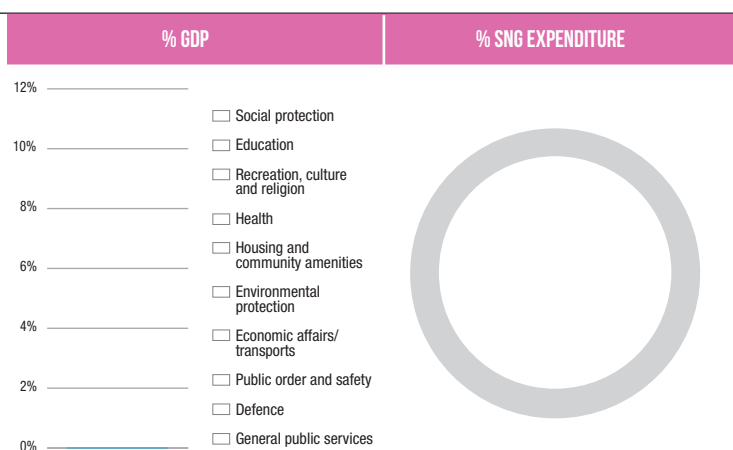 % GDP
% SNG EXPENDITURE
12%
10%
8%
6%
4%
2%
0%
Social protection
Education
Recreation, culture
and religion
Health
Housing and
community amenities
Environmental
protection
Economic affairs/
transports
Public order and safety
Defence
General public services